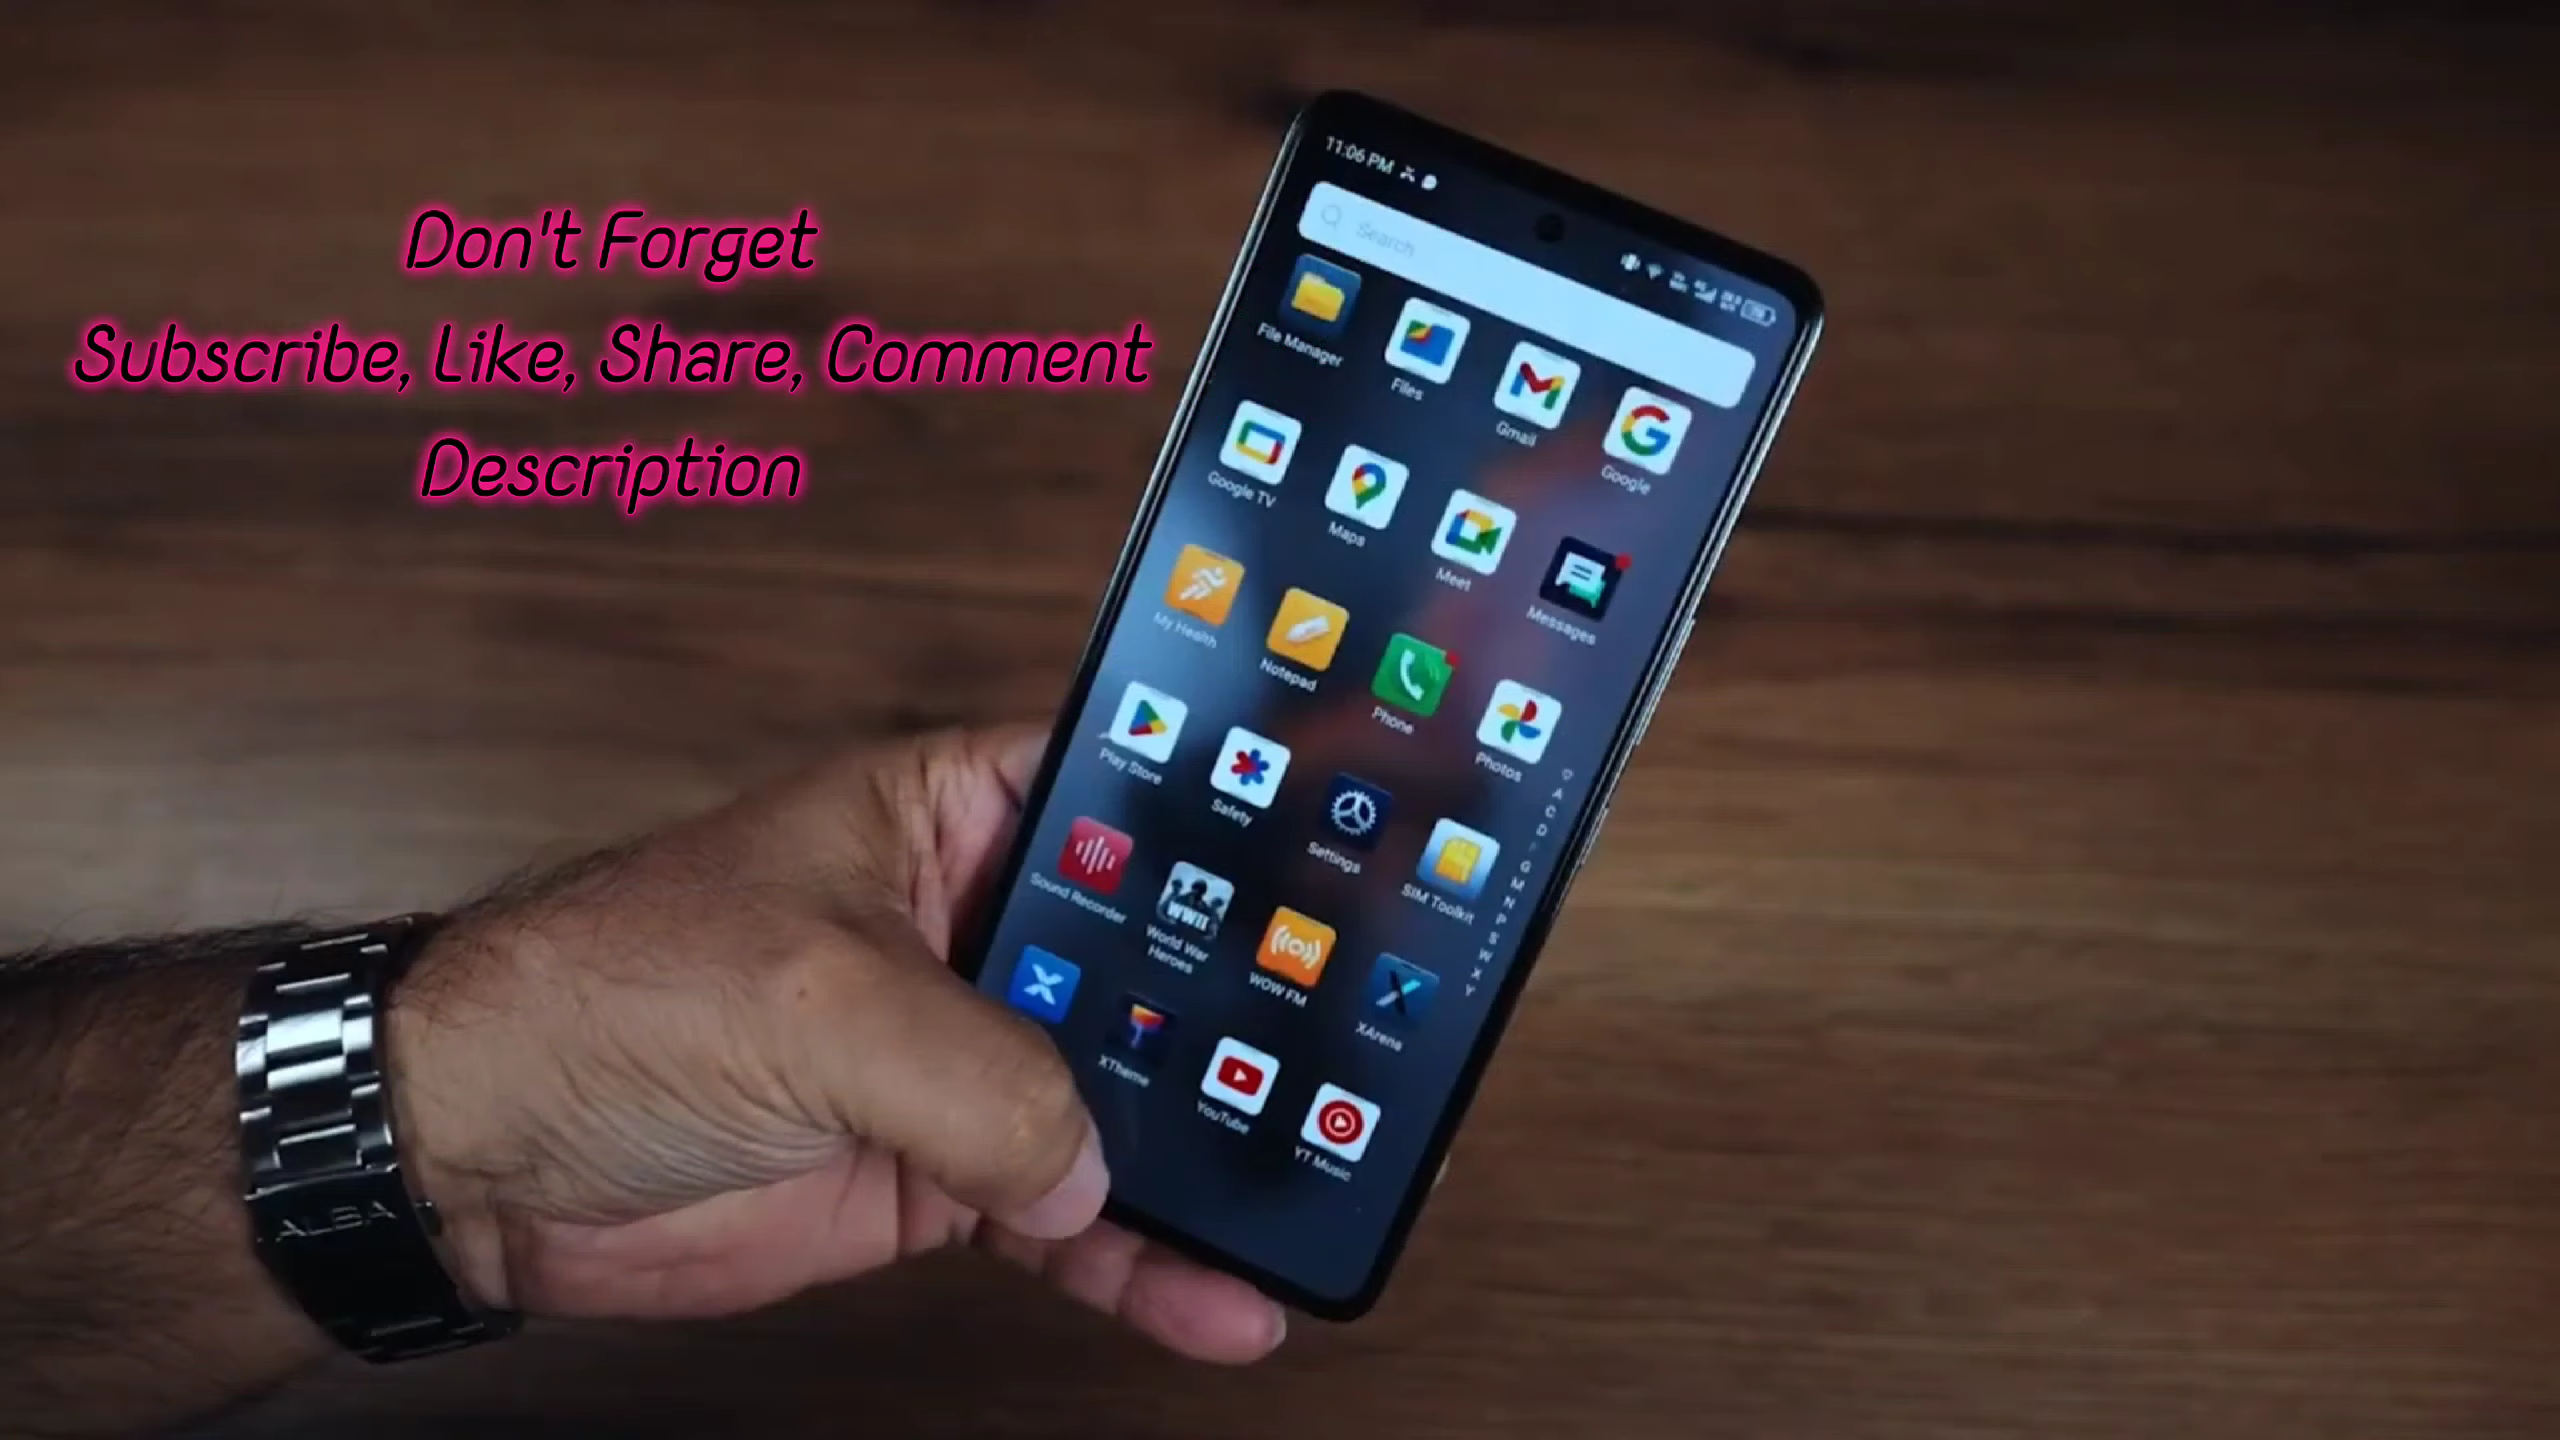 Don't Forget
Subscribe, Like, Share, Comment
Description
11:06 PM
Search
File Manager
Files
Gmail
Google
Google TV
Maps
Meet
Messages
My Health
Notepad
Phone
Photos
Play Store
Safety
Settings
SIM Toolkit
Sound Recorder
WWII
World War
Heroes
WOW FM
XArena
XTheme
YouTube
YT Music
A
C
D
F
G
M
N
P
S
W
X
Y
ALBA